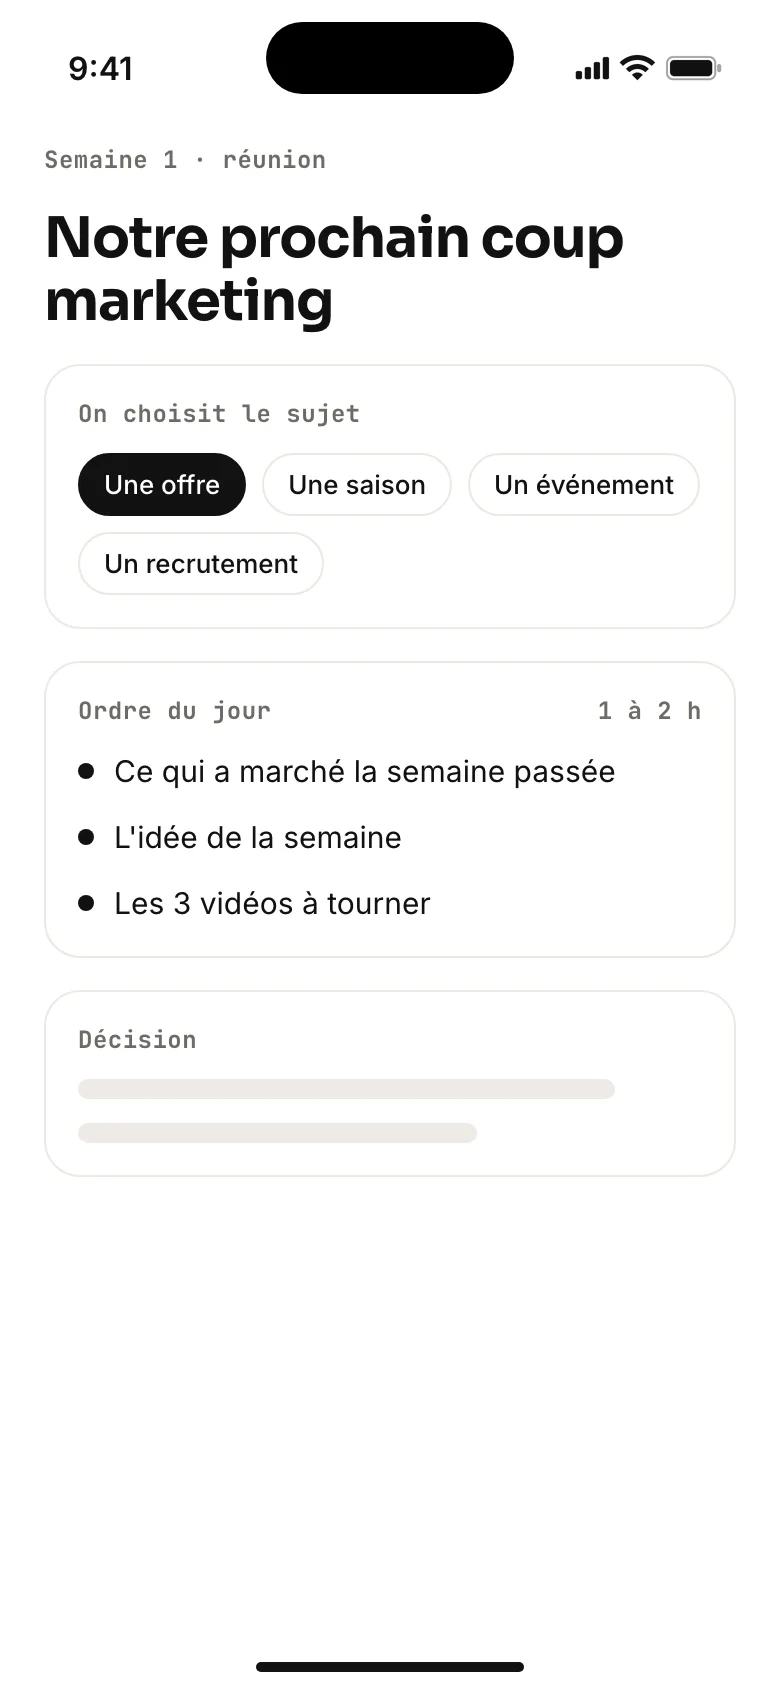 9:41
Semaine 1 · réunion
Notre prochain coup
marketing
On choisit le sujet
Une offre
Une saison
Un événement
Un recrutement
Ordre du jour
1 à 2 h
Ce qui a marché la semaine passée
L'idée de la semaine
Les 3 vidéos à tourner
Décision